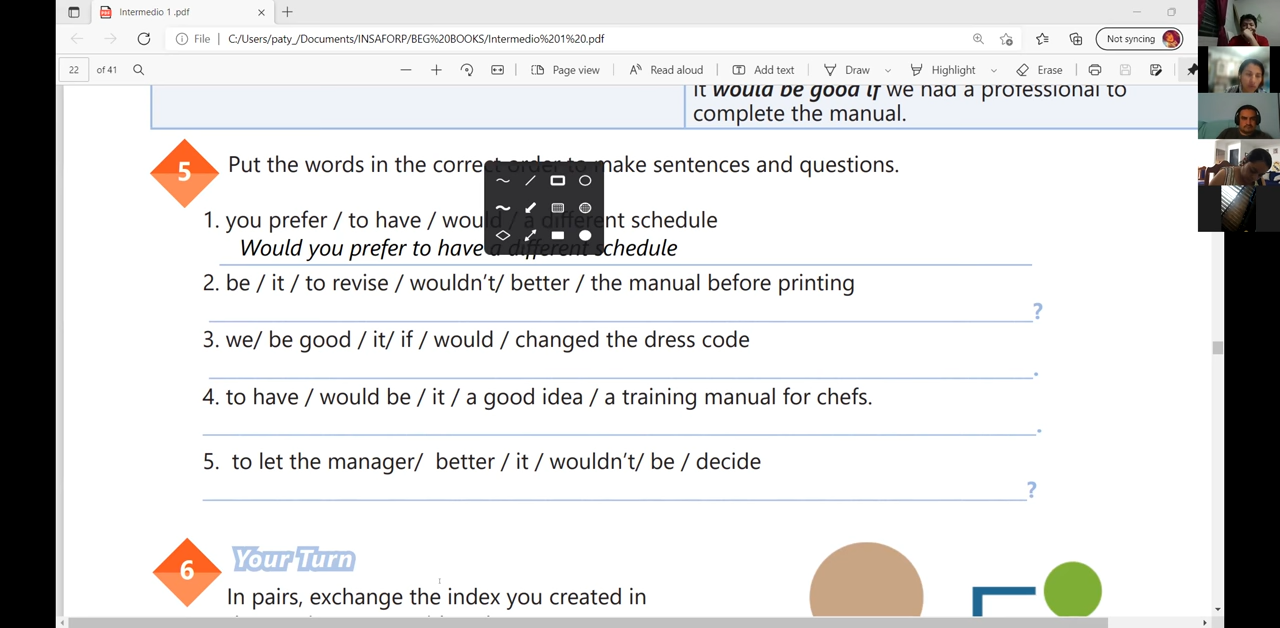 Intermedio 1 .pdf
File
C:/Users/paty_/Documents/INSAFORP/BEG%20BOOKS/Intermedio%201%20.pdf
Not syncing
22 of 41
Page view
Read aloud
Add text
Draw
Highlight
Erase
It would be good if we had a professional to
complete the manual.
5 Put the words in the correct order to make sentences and questions.
1. you prefer / to have / would / a different schedule
Would you prefer to have a different schedule
2. be / it / to revise / wouldn't/ better / the manual before printing
?
3. we/ be good / it/ if / would / changed the dress code
.
4. to have / would be / it / a good idea / a training manual for chefs.
.
5. to let the manager/ better / it / wouldn't/ be / decide
?
6 Your Turn
In pairs, exchange the index you created in